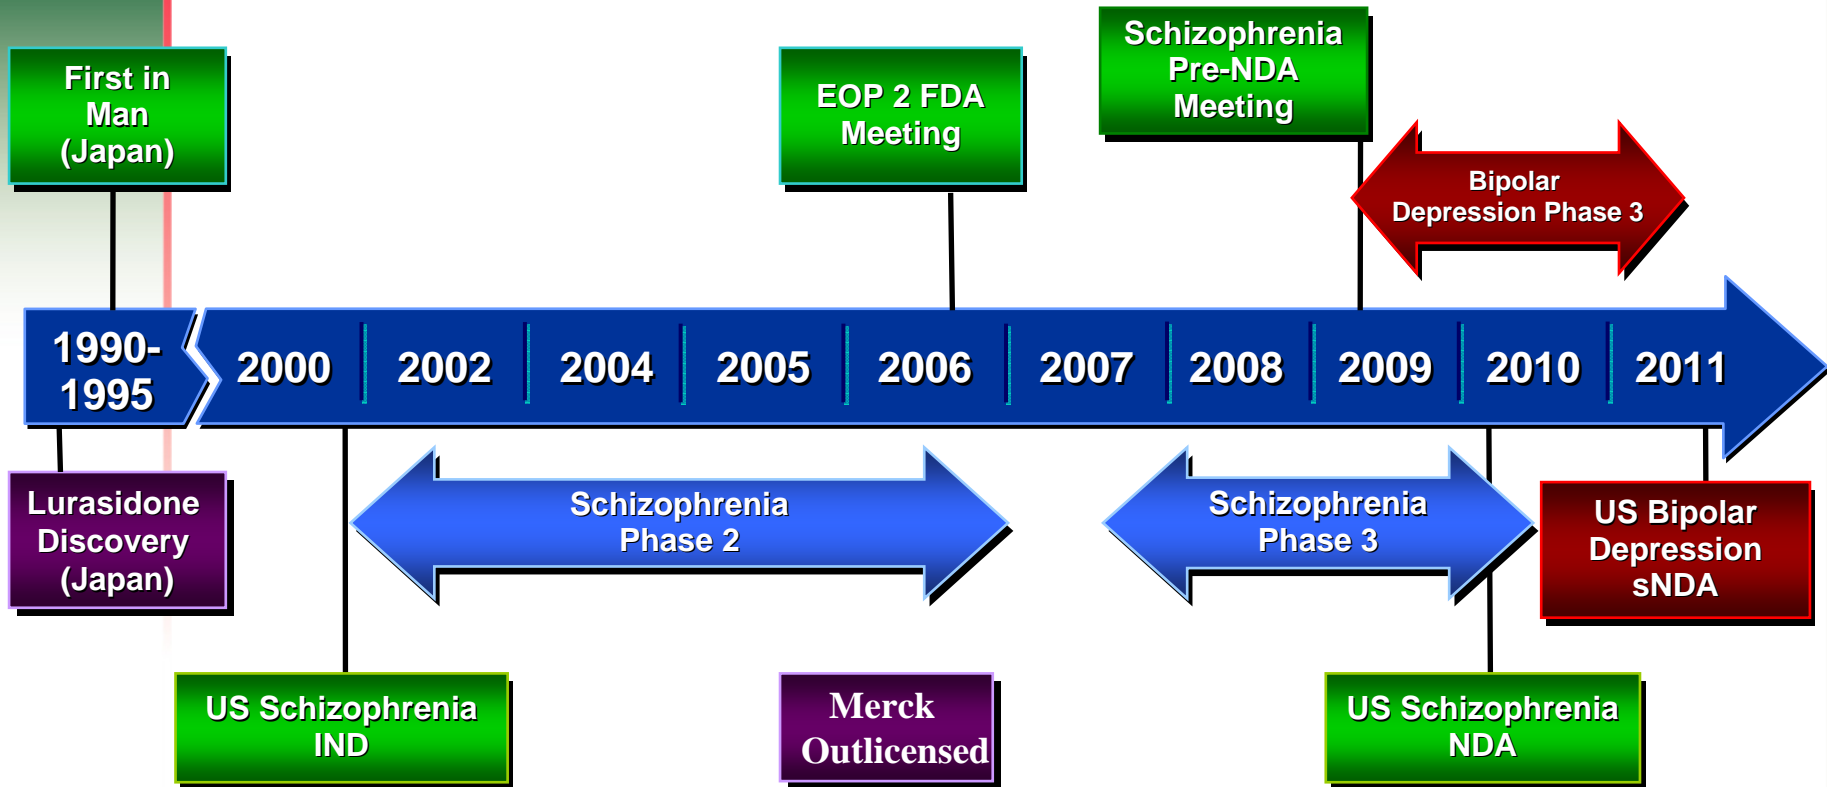 First in
Man
(Japan)
EOP 2 FDA
Meeting
Schizophrenia
Pre-NDA
Meeting
Bipolar
Depression Phase 3
1990-
1995
2000
2002
2004
2005
2006
2007
2008
2009
2010
2011
Lurasidone
Discovery
(Japan)
Schizophrenia
Phase 2
Schizophrenia
Phase 3
US Bipolar
Depression
sNDA
US Schizophrenia
IND
Merck
Outlicensed
US Schizophrenia
NDA